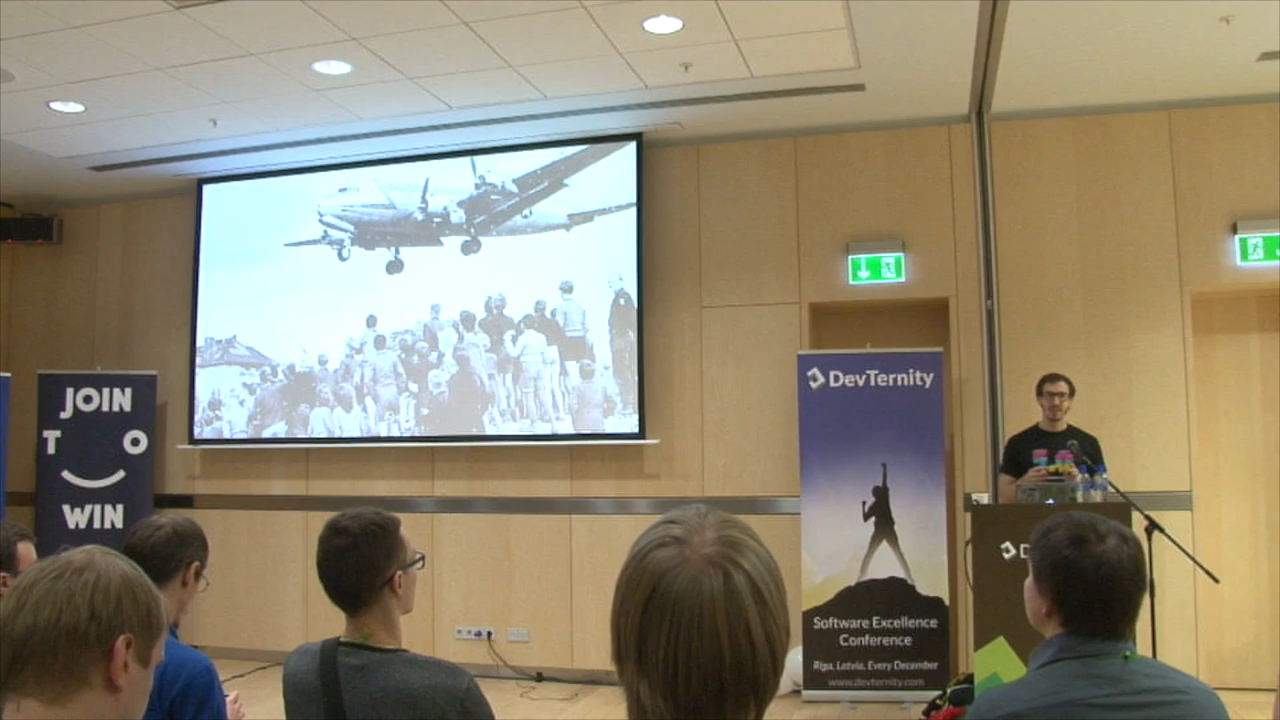 JOIN
T O
WIN
DevTernity
Software Excellence
Conference
Riga, Latvia, Every December
www.devternity.com
D